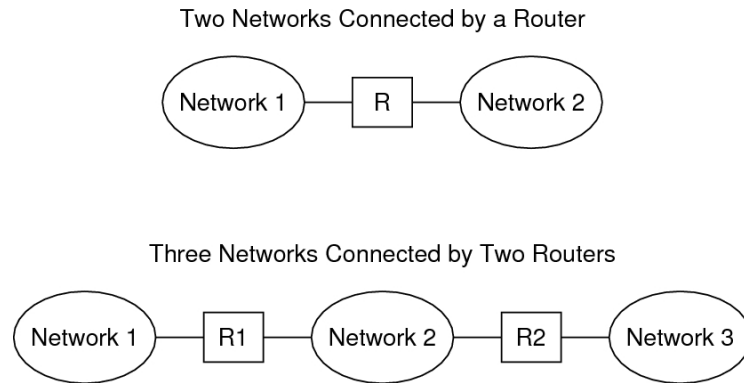 Two Networks Connected by a Router
Network 1 R Network 2
Three Networks Connected by Two Routers
Network 1 R1 Network 2 R2 Network 3